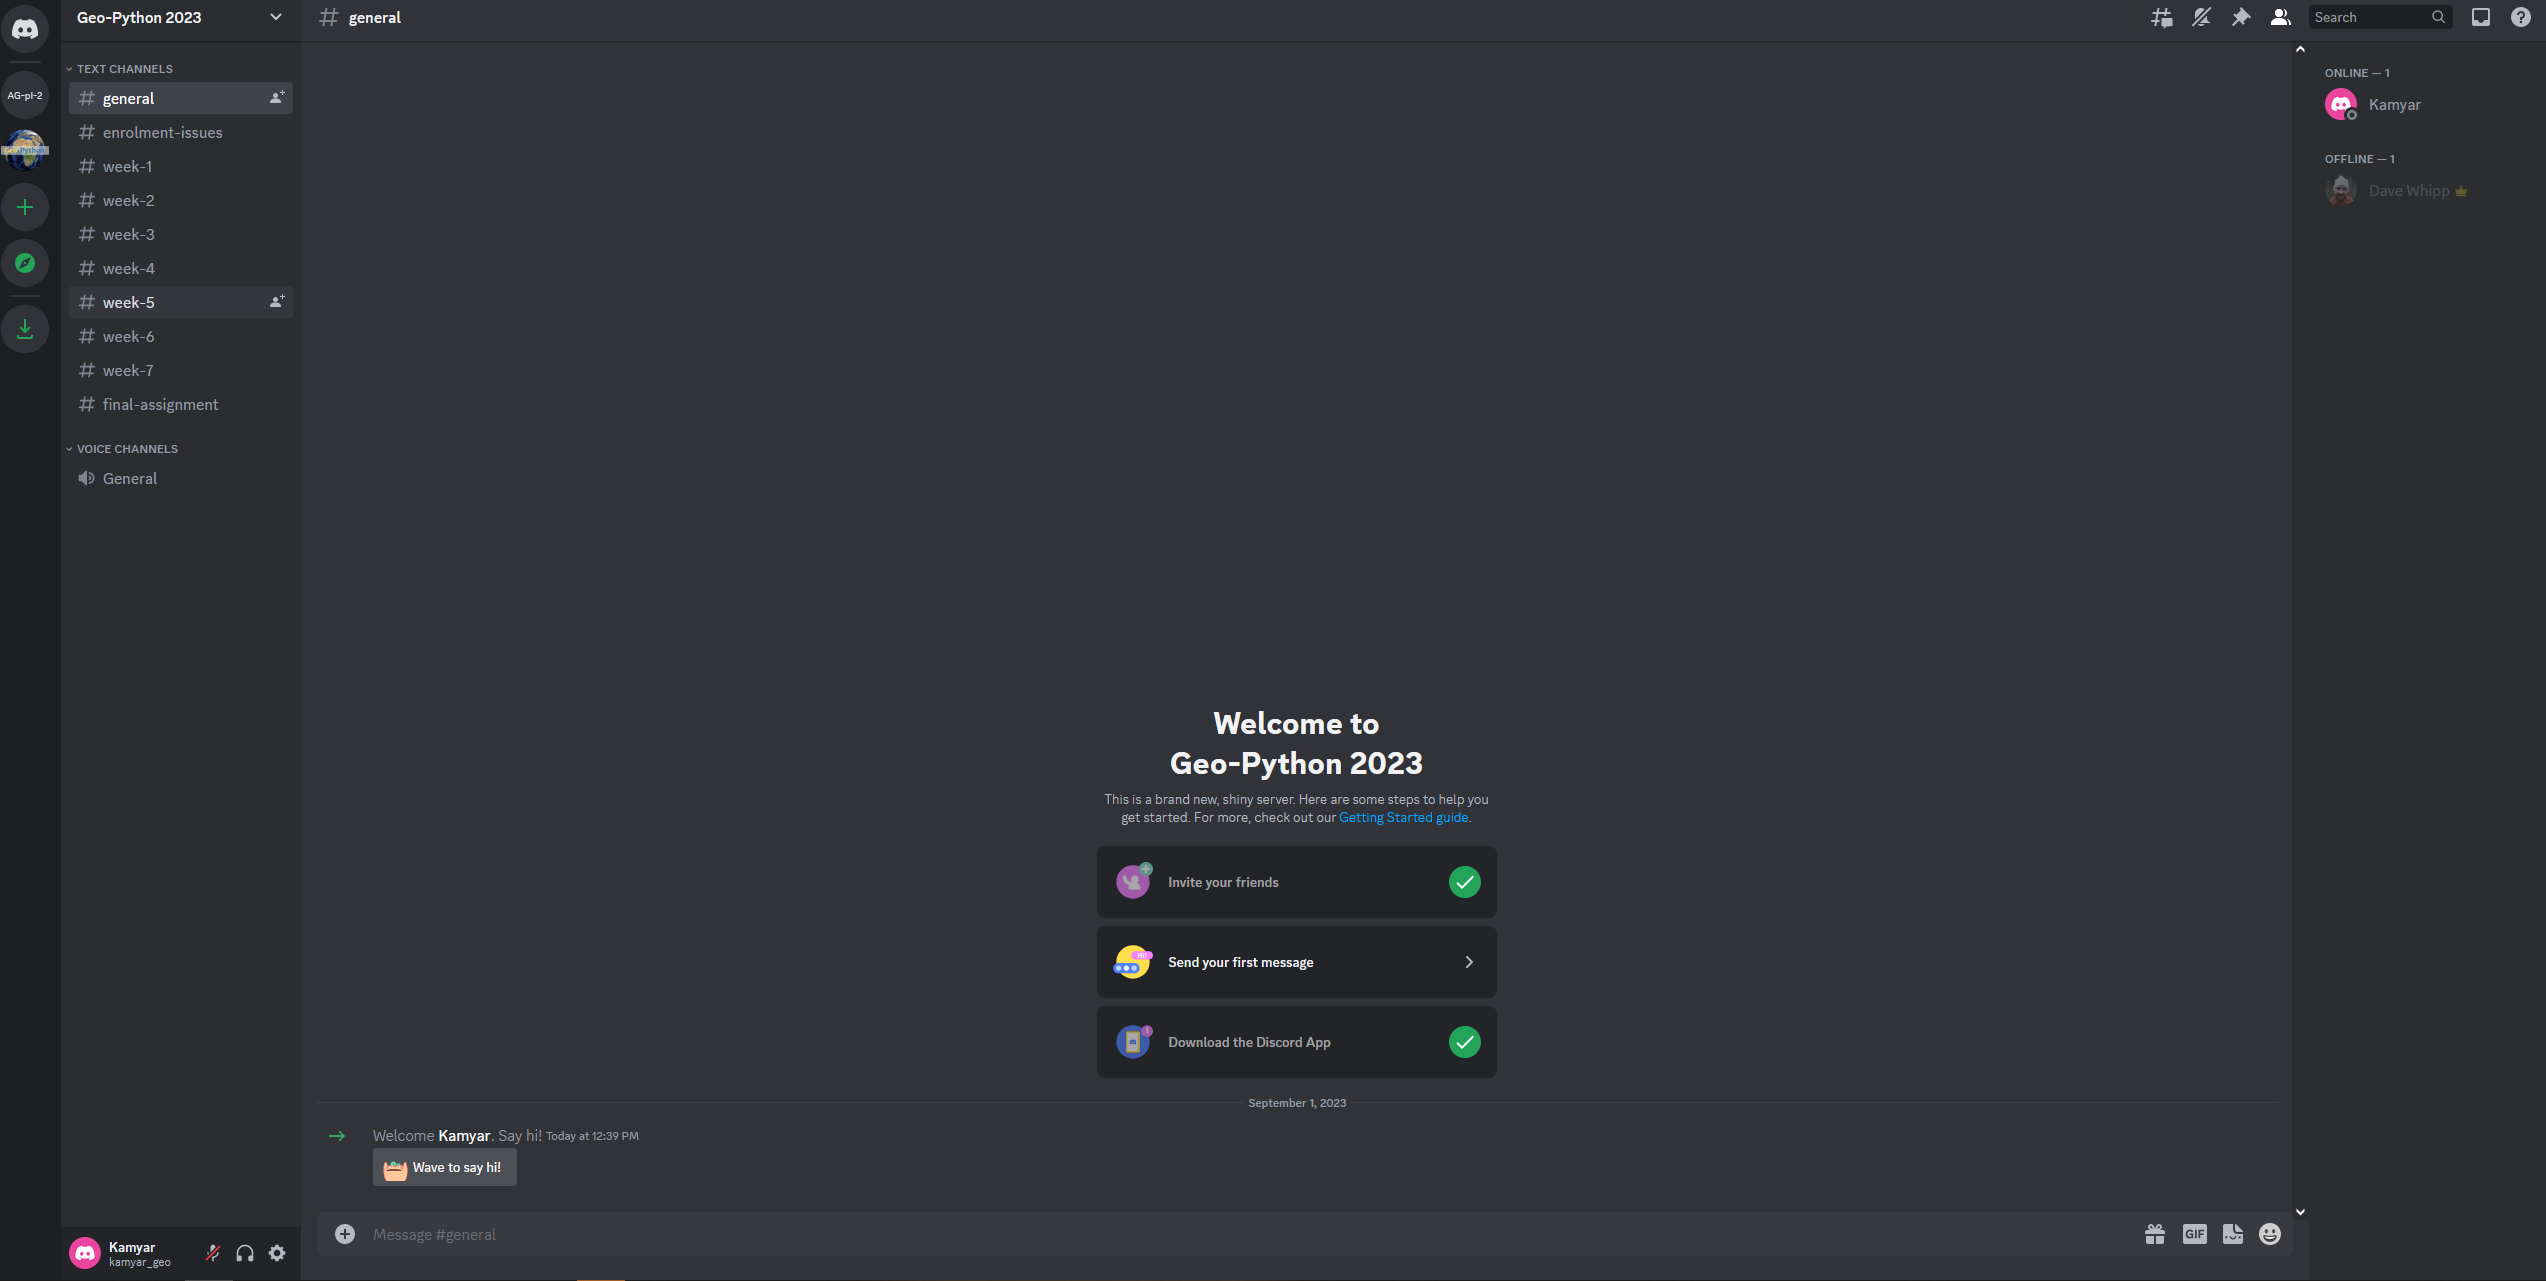 Geo-Python 2023
general
Search
AG-pl-2
Geo-Python
TEXT CHANNELS
general
enrolment-issues
week-1
week-2
week-3
week-4
week-5
week-6
week-7
final-assignment
VOICE CHANNELS
General
ONLINE — 1
Kamyar
OFFLINE — 1
Dave Whipp
Welcome to
Geo-Python 2023
This is a brand new, shiny server. Here are some steps to help you
get started. For more, check out our Getting Started guide.
Invite your friends
HI!
Send your first message
1
Download the Discord App
September 1, 2023
Welcome Kamyar. Say hi! Today at 12:39 PM
Wave to say hi!
Message #general
GIF
Kamyar
kamyar_geo